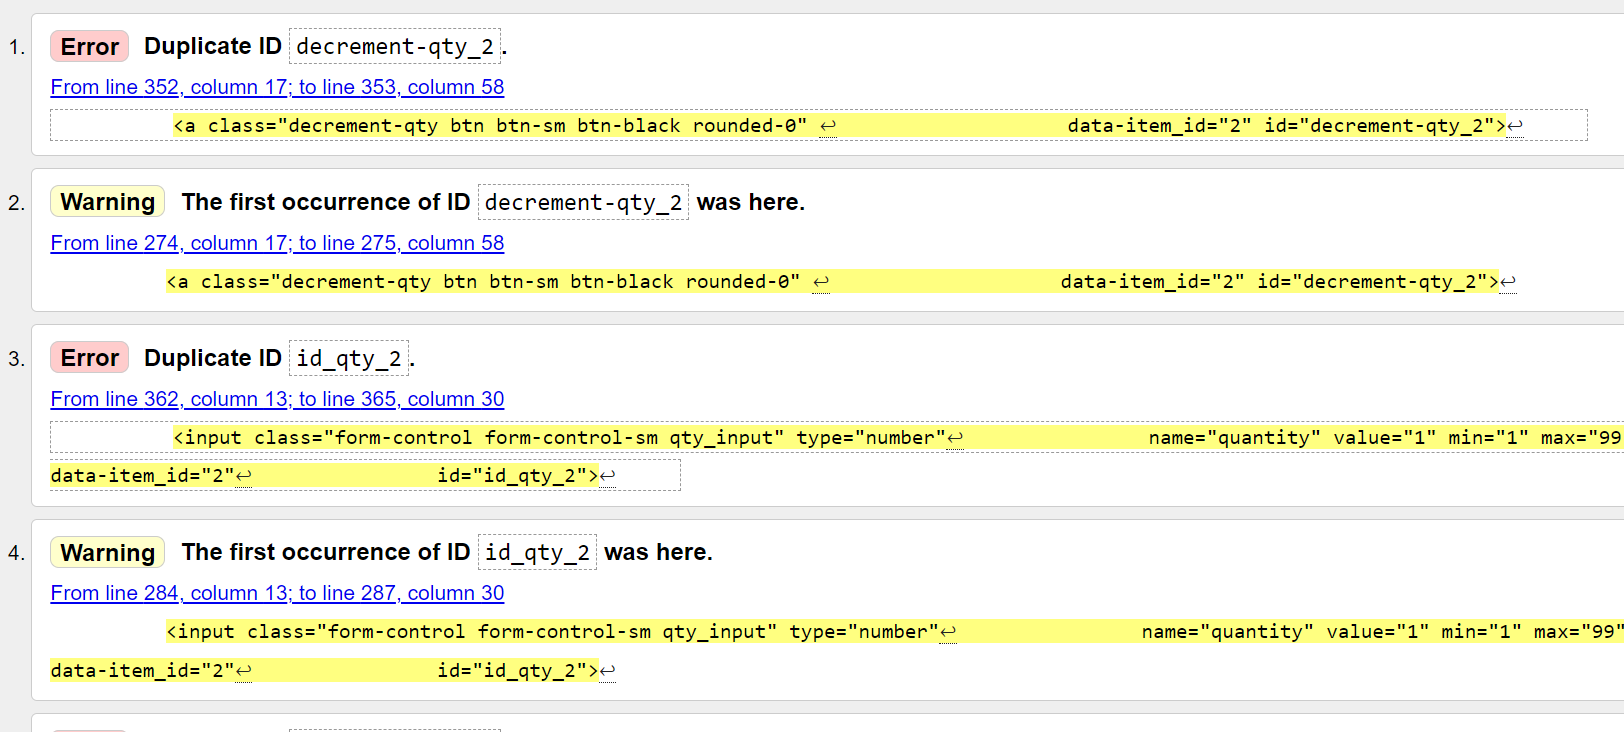 1. Error Duplicate ID decrement-qty_2.
From line 352, column 17; to line 353, column 58
<a class="decrement-qty btn btn-sm btn-black rounded-0" ↩ data-item_id="2" id="decrement-qty_2">↩
2. Warning The first occurrence of ID decrement-qty_2 was here.
From line 274, column 17; to line 275, column 58
<a class="decrement-qty btn btn-sm btn-black rounded-0" ↩ data-item_id="2" id="decrement-qty_2">↩
3. Error Duplicate ID id_qty_2.
From line 362, column 13; to line 365, column 30
<input class="form-control form-control-sm qty_input" type="number"↩ name="quantity" value="1" min="1" max="99
data-item_id="2"↩ id="id_qty_2">↩
4. Warning The first occurrence of ID id_qty_2 was here.
From line 284, column 13; to line 287, column 30
<input class="form-control form-control-sm qty_input" type="number"↩ name="quantity" value="1" min="1" max="99"
data-item_id="2"↩ id="id_qty_2">↩